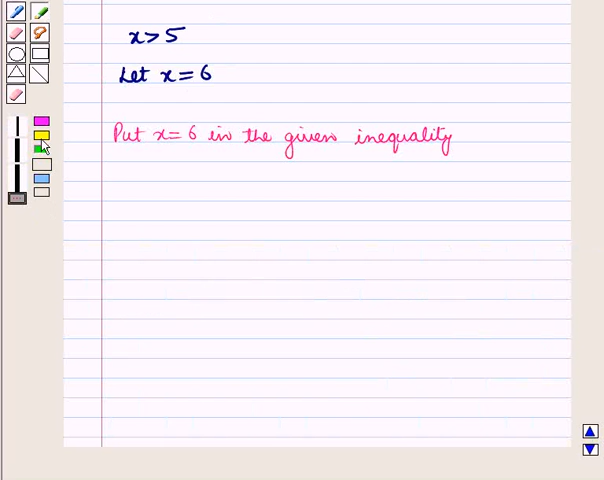 x > 5
Let x = 6
Put x = 6 in the given inequality